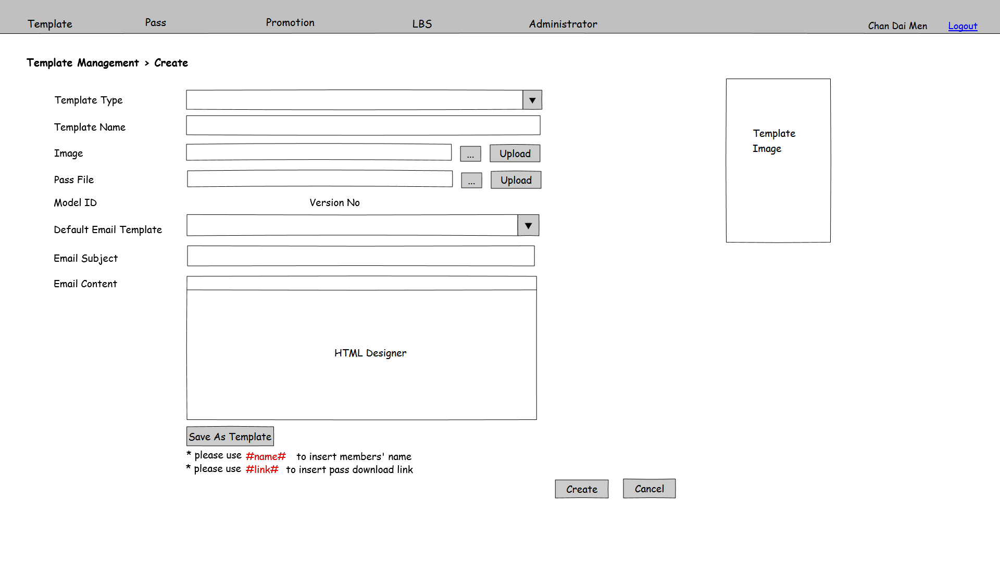 Template Pass Promotion LBS Administrator Chan Dai Men Logout
Template Management > Create
Template Type ▼
Template Name
Image ... Upload
Pass File ... Upload
Model ID Version No
Default Email Template ▼
Email Subject
Email Content
HTML Designer
Save As Template
* please use #name# to insert members' name
* please use #link# to insert pass download link
Create Cancel
Template
Image